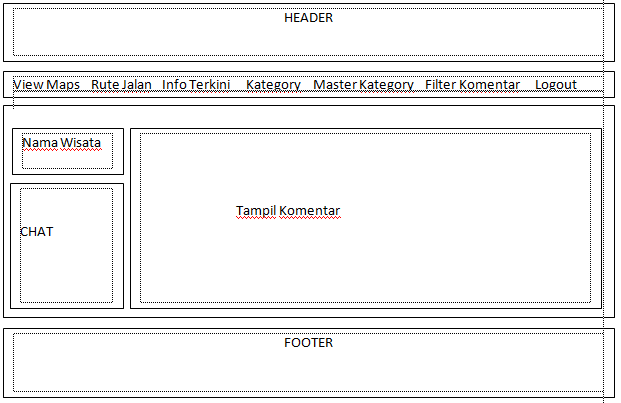 HEADER
View Maps Rute Jalan Info Terkini Kategory Master Kategory Filter Komentar Logout
Nama Wisata
Tampil Komentar
CHAT
FOOTER